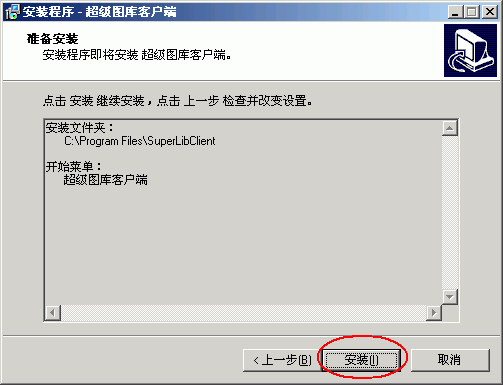 安装程序 - 超级图库客户端
准备安装
安装程序即将安装 超级图库客户端。
点击 安装 继续安装，点击 上一步 检查并改变设置。
安装文件夹：
C:\Program Files\SuperLibClient
开始菜单：
超级图库客户端
< 上一步(B)
安装(I)
取消